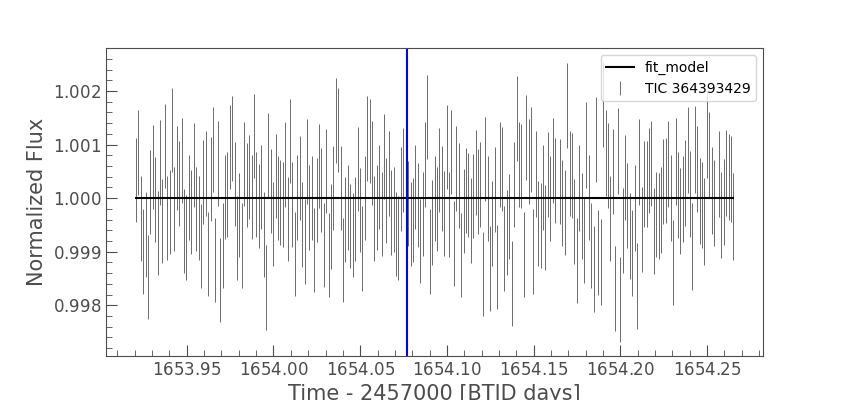 fit_model
TIC 364393429
1.002
1.001
1.000
0.999
0.998
Normalized Flux
1653.95 1654.00 1654.05 1654.10 1654.15 1654.20 1654.25
Time - 2457000 [BTJD days]